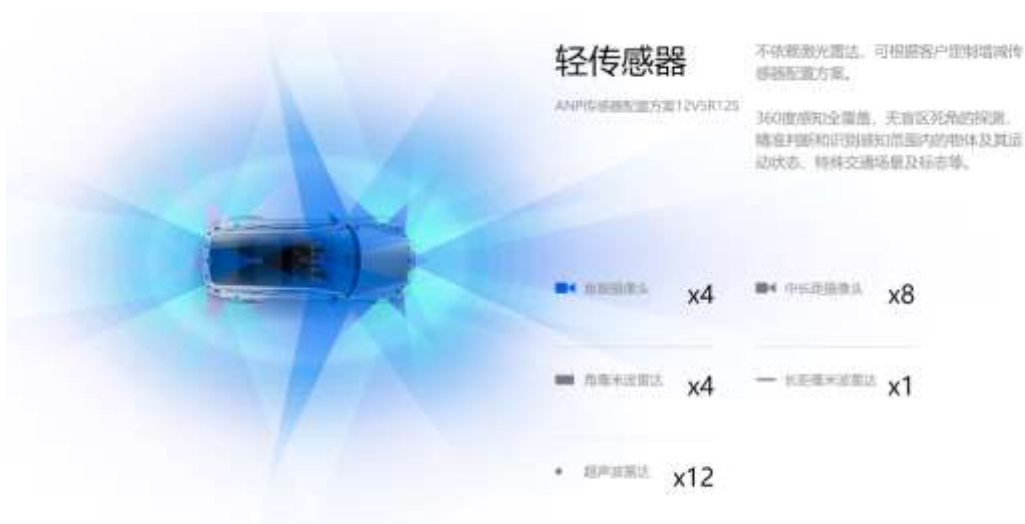 轻传感器
ANP传感器配置方案12V5R12S
不依赖激光雷达，可根据客户定制增减传
感器配置方案。
360度感知全覆盖，无盲区死角的探测，
精准判断和识别感知范围内的物体及其运
动状态、特殊交通场景及标志等。
鱼眼摄像头 x4
中长距摄像头 x8
角毫米波雷达 x4
长距毫米波雷达 x1
超声波雷达 x12